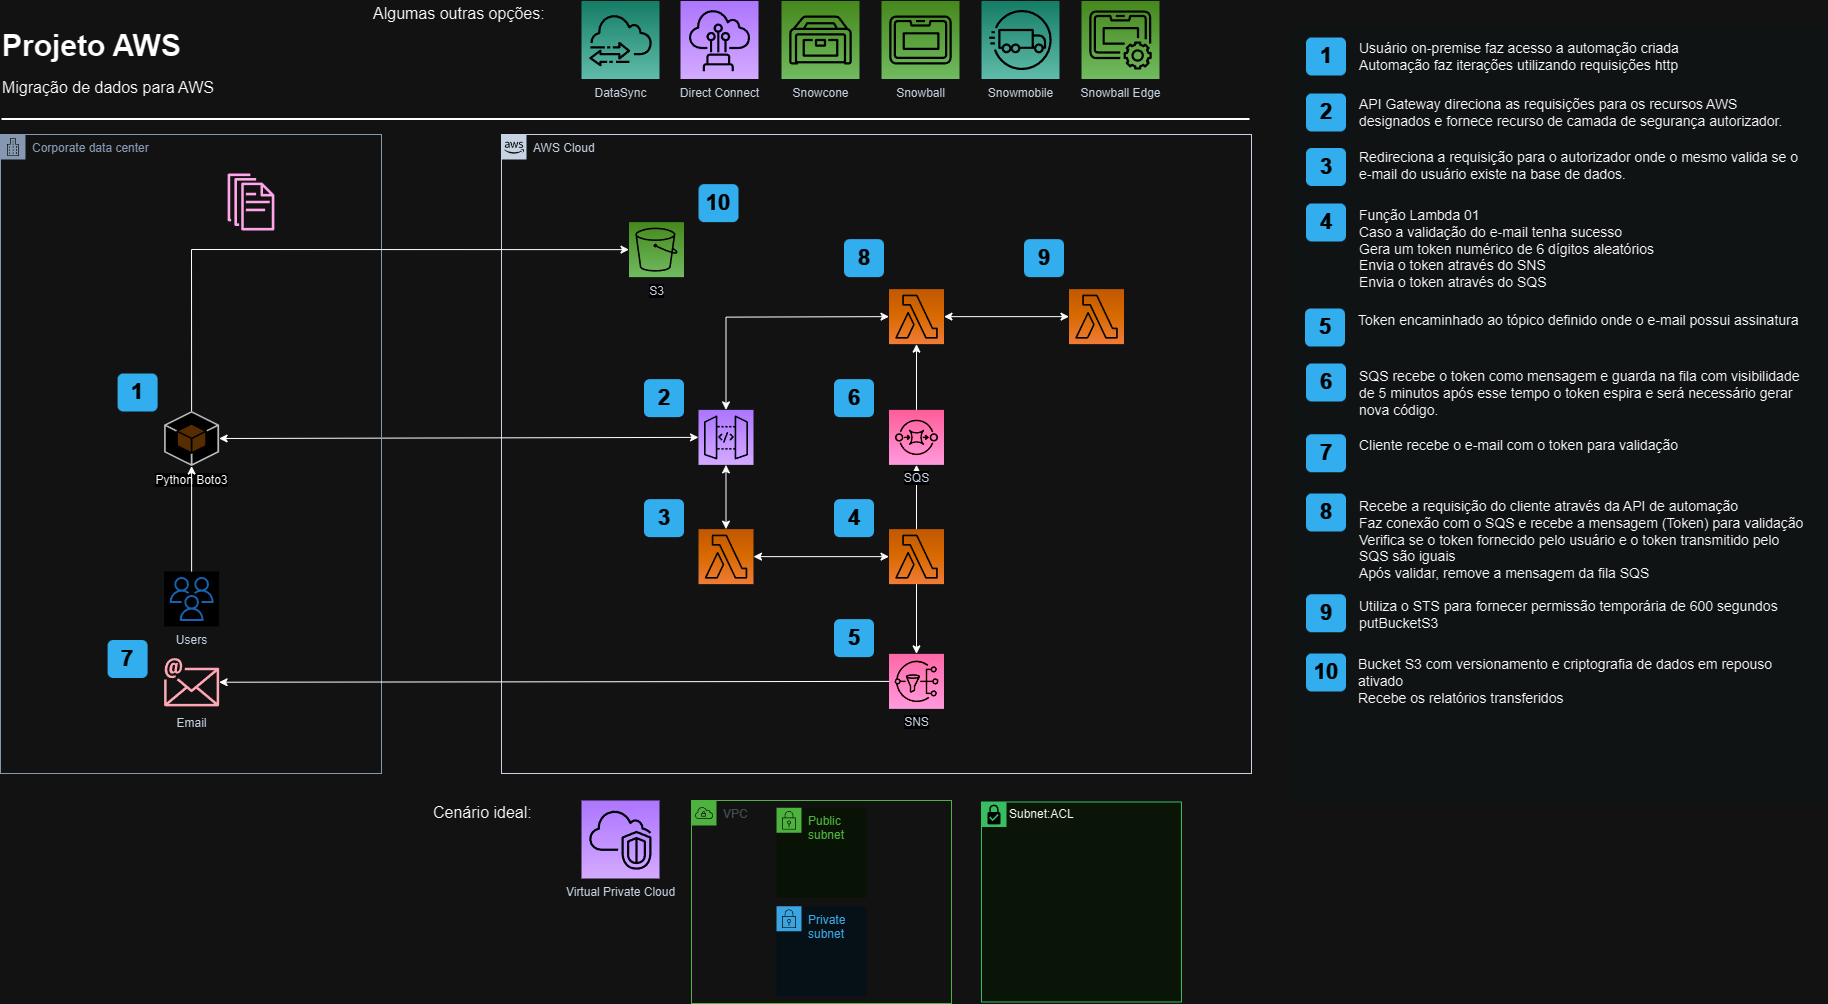 Algumas outras opções:
Projeto AWS
Migração de dados para AWS
DataSync
Direct Connect
Snowcone
Snowball
Snowmobile
Snowball Edge
Corporate data center
aws
AWS Cloud
10
S3
8
9
1
2
6
Python Boto3
SQS
3
4
Users
7
5
@
Email
SNS
Cenário ideal:
Virtual Private Cloud
VPC
Public
subnet
Private
subnet
Subnet:ACL
1
Usuário on-premise faz acesso a automação criada
Automação faz iterações utilizando requisições http
2
API Gateway direciona as requisições para os recursos AWS
designados e fornece recurso de camada de segurança autorizador.
3
Redireciona a requisição para o autorizador onde o mesmo valida se o
e-mail do usuário existe na base de dados.
4
Função Lambda 01
Caso a validação do e-mail tenha sucesso
Gera um token numérico de 6 dígitos aleatórios
Envia o token através do SNS
Envia o token através do SQS
5
Token encaminhado ao tópico definido onde o e-mail possui assinatura
6
SQS recebe o token como mensagem e guarda na fila com visibilidade
de 5 minutos após esse tempo o token espira e será necessário gerar
nova código.
7
Cliente recebe o e-mail com o token para validação
8
Recebe a requisição do cliente através da API de automação
Faz conexão com o SQS e recebe a mensagem (Token) para validação
Verifica se o token fornecido pelo usuário e o token transmitido pelo
SQS são iguais
Após validar, remove a mensagem da fila SQS
9
Utiliza o STS para fornecer permissão temporária de 600 segundos
putBucketS3
10
Bucket S3 com versionamento e criptografia de dados em repouso
ativado
Recebe os relatórios transferidos